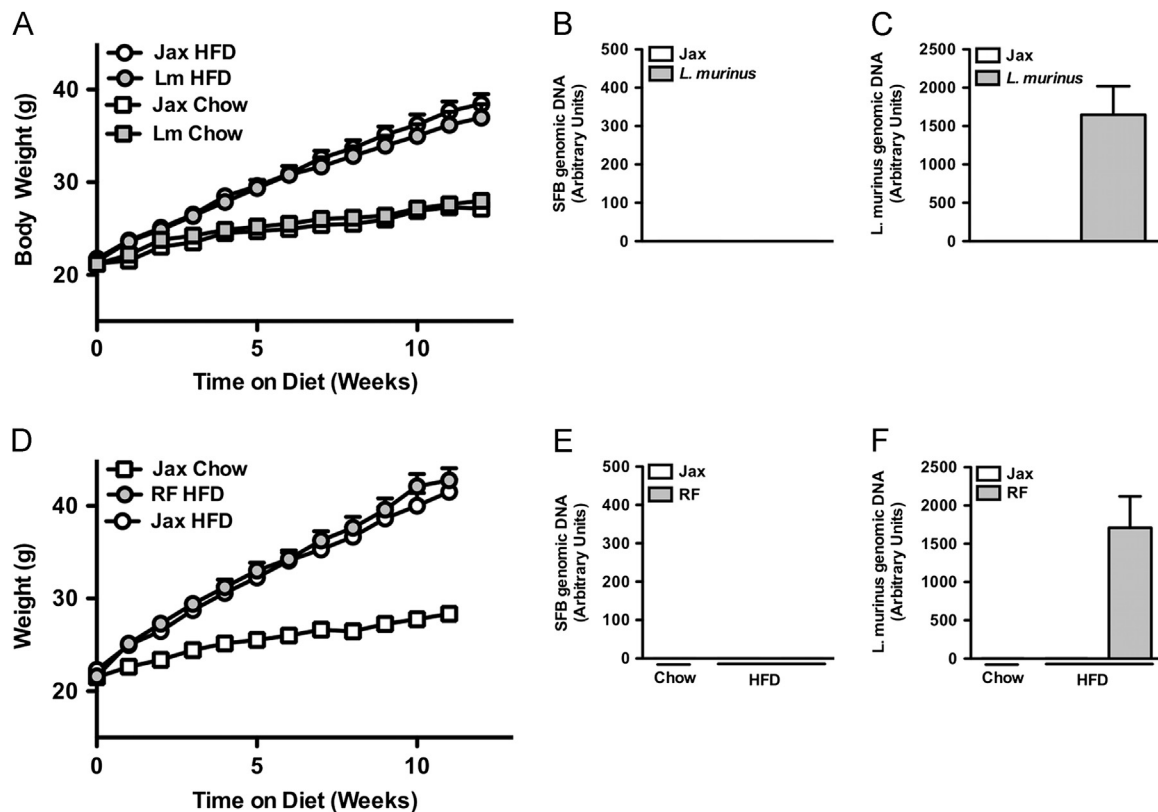 A
Jax HFD
Lm HFD
Jax Chow
Lm Chow
Body Weight (g)
40
30
20
0
5
10
Time on Diet (Weeks)
B
Jax
L. murinus
SFB genomic DNA
(Arbitrary Units)
500
400
300
200
100
0
C
Jax
L. murinus
L. murinus genomic DNA
(Arbitrary Units)
2500
2000
1500
1000
500
0
D
Jax Chow
RF HFD
Jax HFD
Weight (g)
40
30
20
0
5
10
Time on Diet (Weeks)
E
Jax
RF
SFB genomic DNA
(Arbitrary Units)
500
400
300
200
100
0
Chow
HFD
F
Jax
RF
L. murinus genomic DNA
(Arbitrary Units)
2500
2000
1500
1000
500
0
Chow
HFD